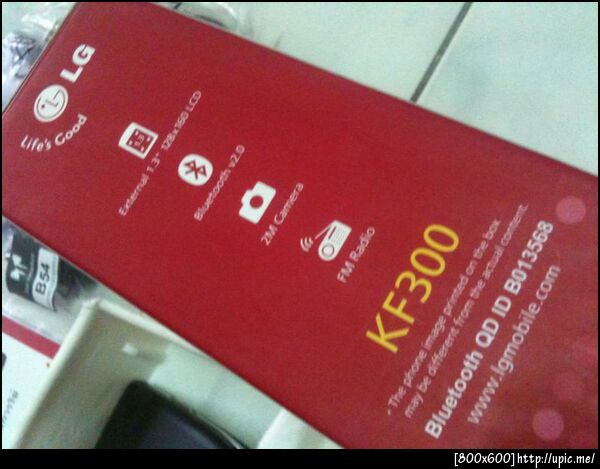 LG
Life's Good
External 1.3" 128x160 LCD
Bluetooth v2.0
2M Camera
FM Radio
KF300
* The phone image printed on the box
may be different from the actual content.
Bluetooth QD ID B013568
www.lgmobile.com
B54
[800x600]http://upic.me/